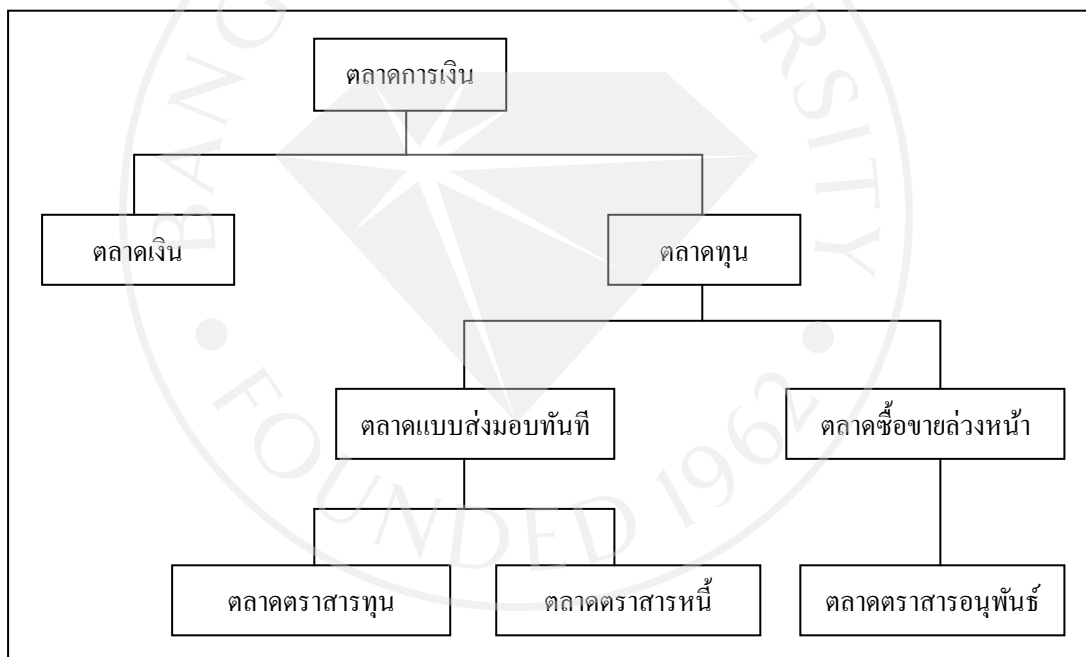 ตลาดการเงิน
ตลาดเงิน
ตลาดทุน
ตลาดแบบส่งมอบทันที
ตลาดซื้อขายล่วงหน้า
ตลาดตราสารทุน
ตลาดตราสารหนี้
ตลาดตราสารอนุพันธ์
BANG
ERSITY
FOUNDED 1962